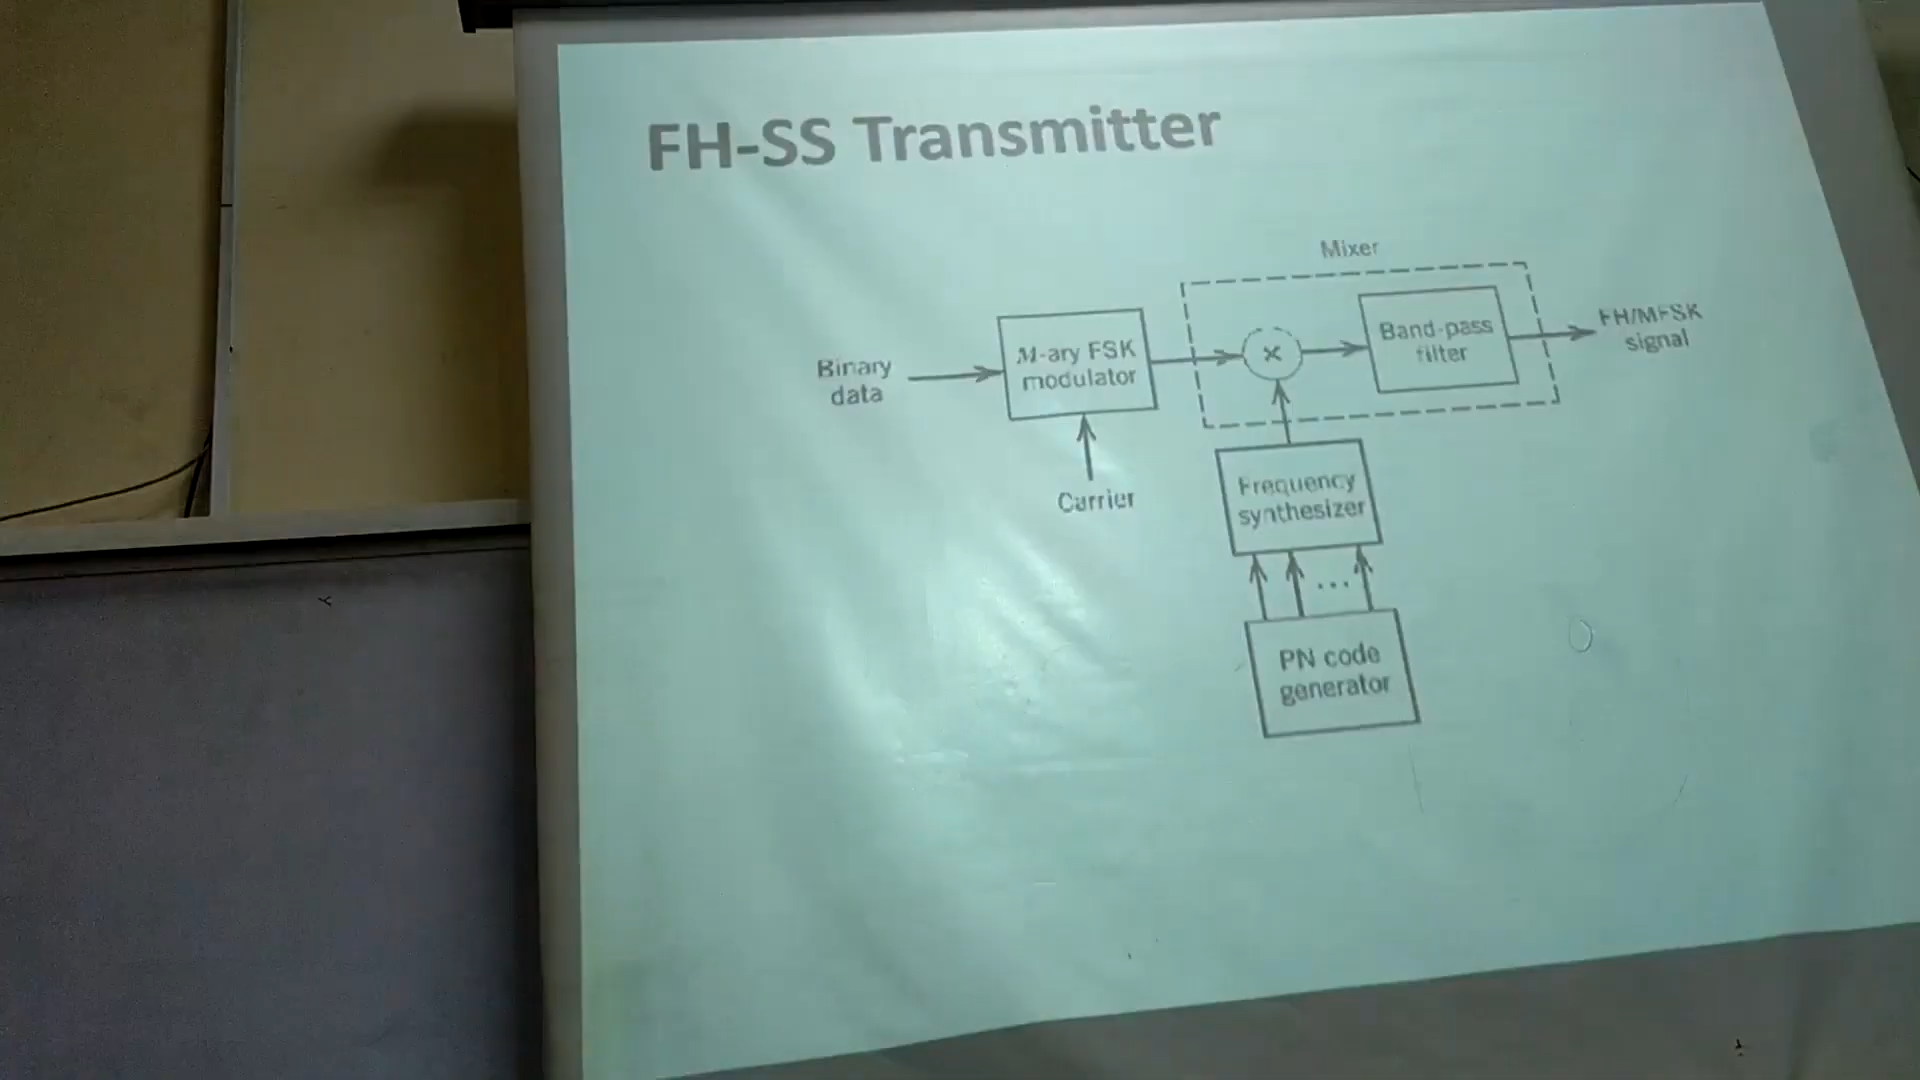 FH-SS Transmitter
Mixer
Binary
data
M-ary FSK
modulator
×
Band-pass
filter
FH/MFSK
signal
Carrier
Frequency
synthesizer
...
PN code
generator